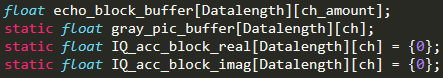 float echo_block_buffer[Datalength][ch_amount];
static float gray_pic_buffer[Datalength][ch];
static float IQ_acc_block_real[Datalength][ch] = {0};
static float IQ_acc_block_imag[Datalength][ch] = {0};